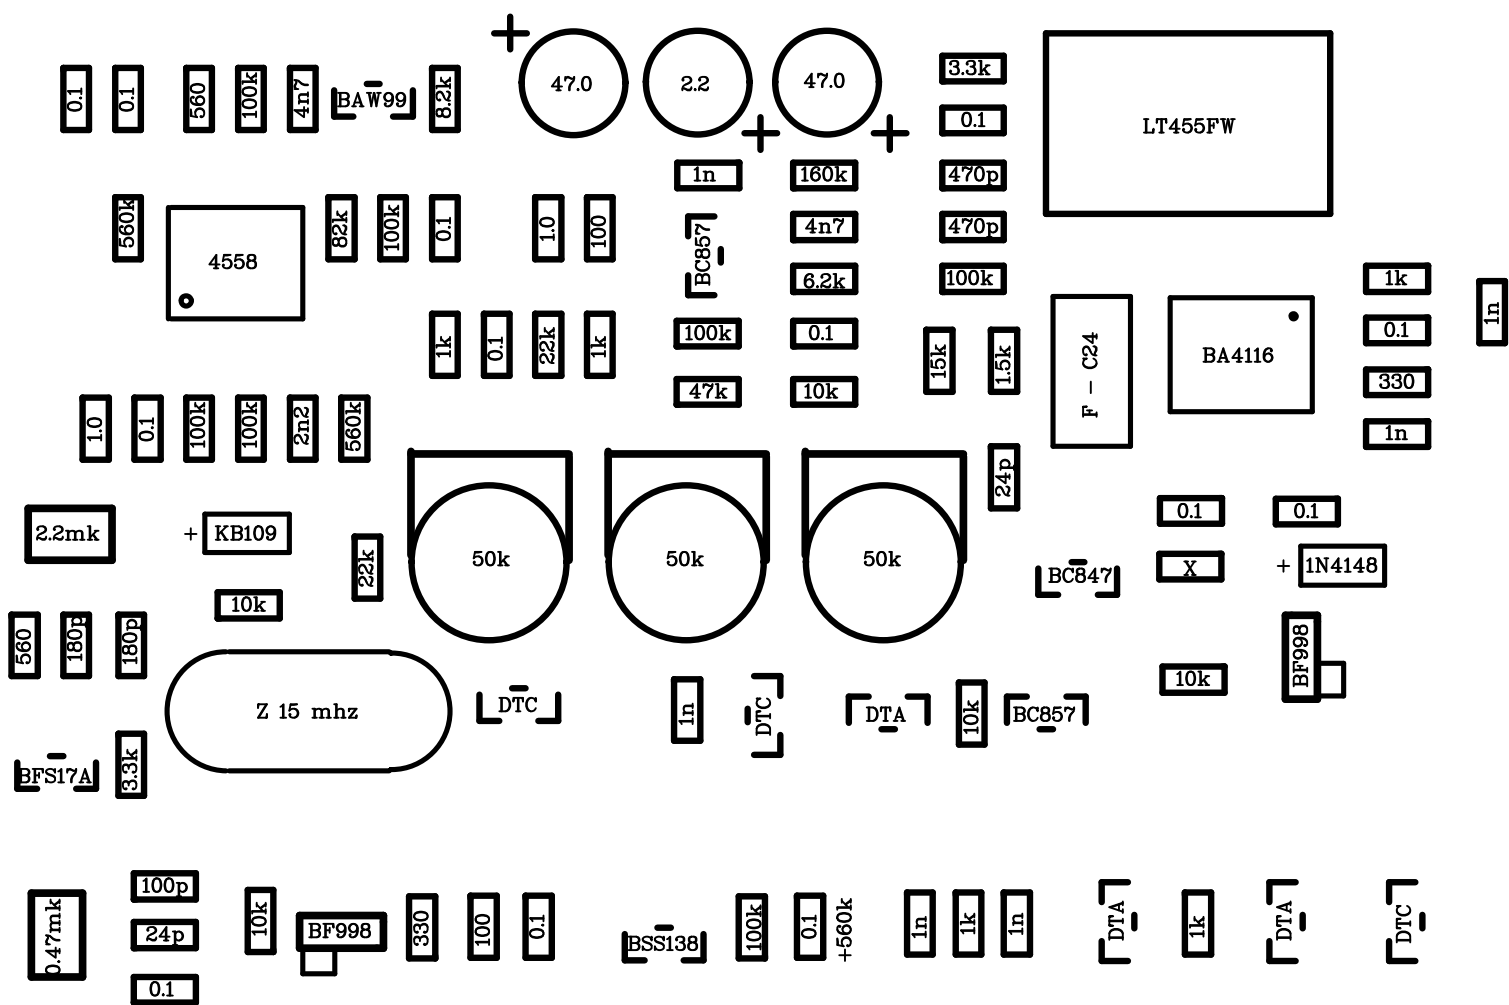 +
47.0
2.2
47.0
+
+
3.3k
0.1
0.1
560
100k
4n7
BAW99
8.2k
0.1
LT455FW
1n
160k
470p
560k
4558
82k
100k
0.1
1.0
100
BC857
4n7
470p
6.2k
100k
1k
1n
1k
0.1
22k
1k
100k
0.1
15k
1.5k
F - C24
BA4116
0.1
47k
10k
330
1.0
0.1
100k
100k
2n2
560k
1n
24p
2.2mk
+ KB109
22k
50k
50k
50k
0.1
0.1
BC847
X
+ 1N4148
10k
560
180p
180p
BF998
Z 15 mhz
DTC
1n
DTC
DTA
10k
BC857
10k
BFS17A
3.3k
100p
0.47mk
24p
0.1
10k
BF998
330
100
0.1
BSS138
100k
0.1
+560k
1n
1k
1n
DTA
1k
DTA
DTC